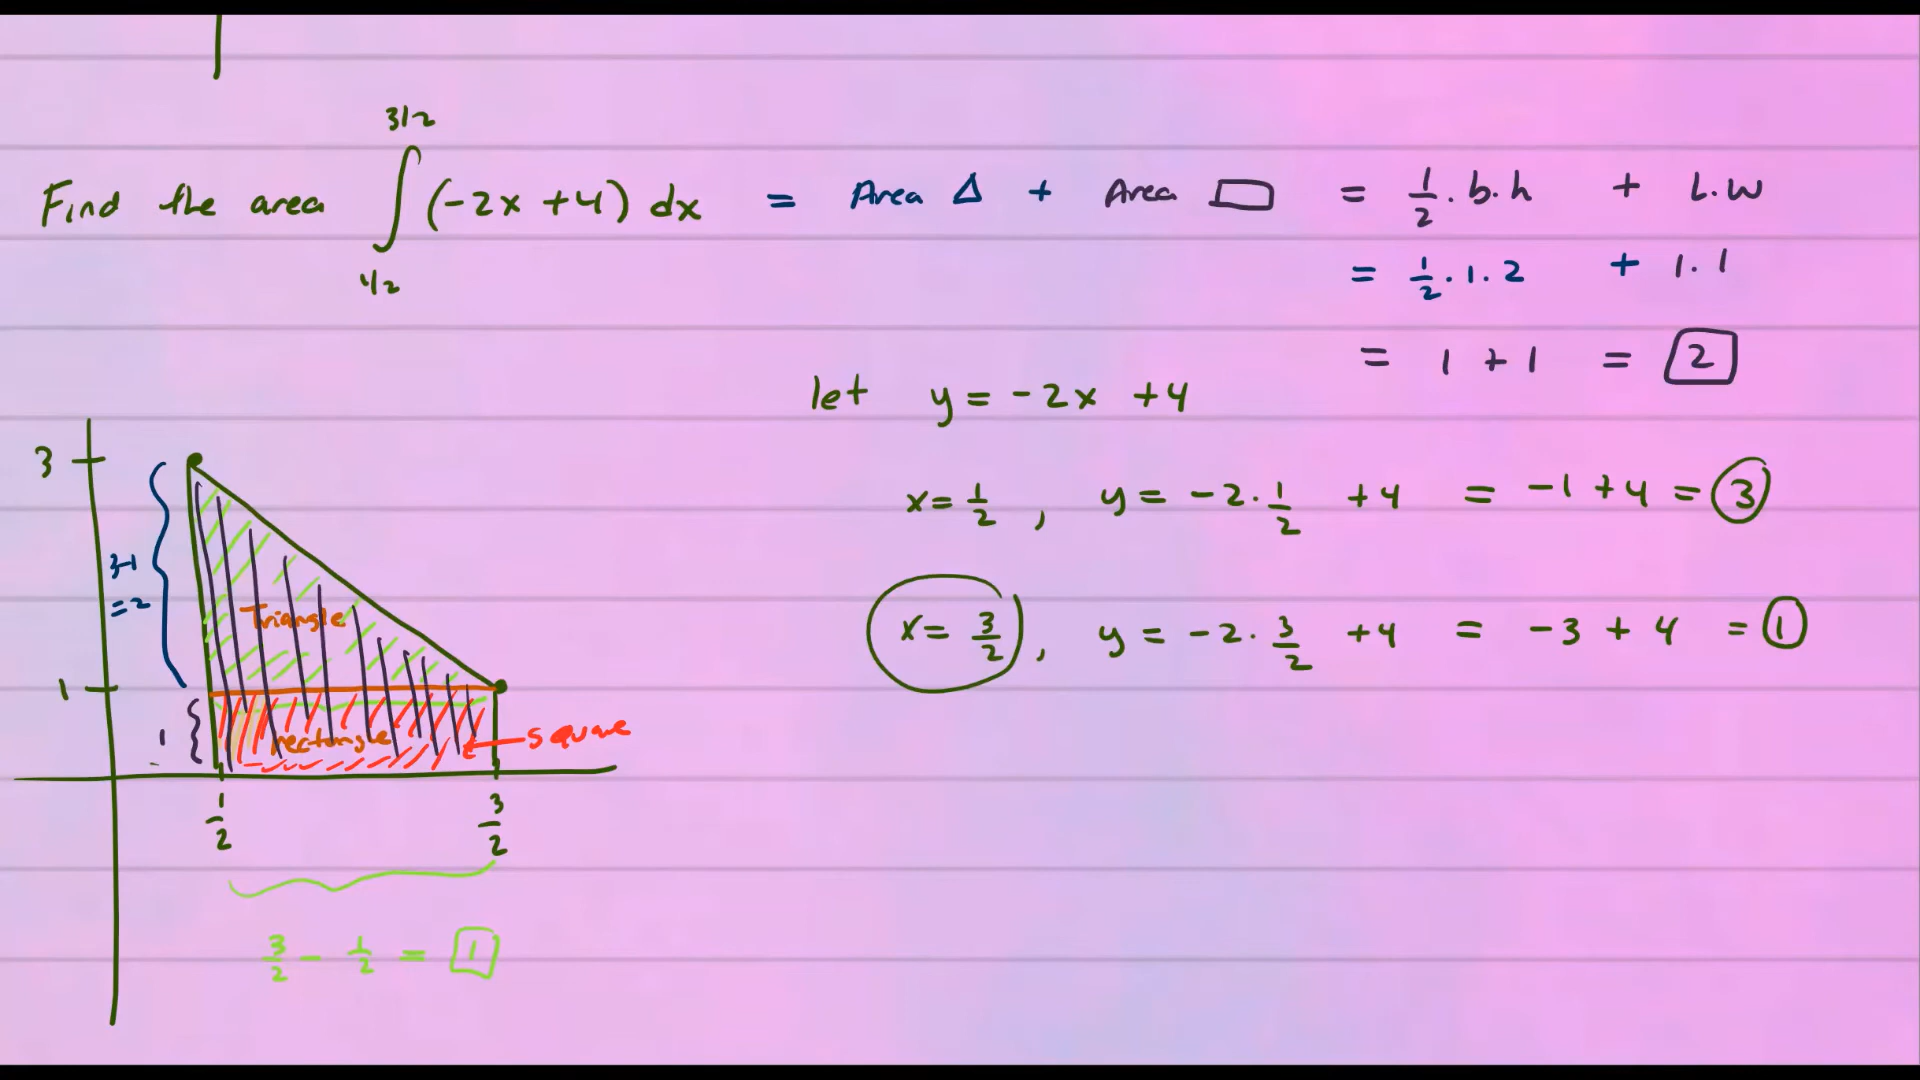 3/2
Find the area ∫ (-2x +4) dx = Area Δ + Area ▭ = 1/2 · b · h + L · w
1/2
= 1/2 · 1 · 2 + 1 · 1
= 1 + 1 = 2
let y = -2x +4
3
x = 1/2 , y = -2 · 1/2 +4 = -1 +4 = 3
3-1
= 2
Triangle
x = 3/2 , y = -2 · 3/2 +4 = -3 + 4 = 1
1
1
rectangle
square
1/2 3/2
3/2 - 1/2 = 1